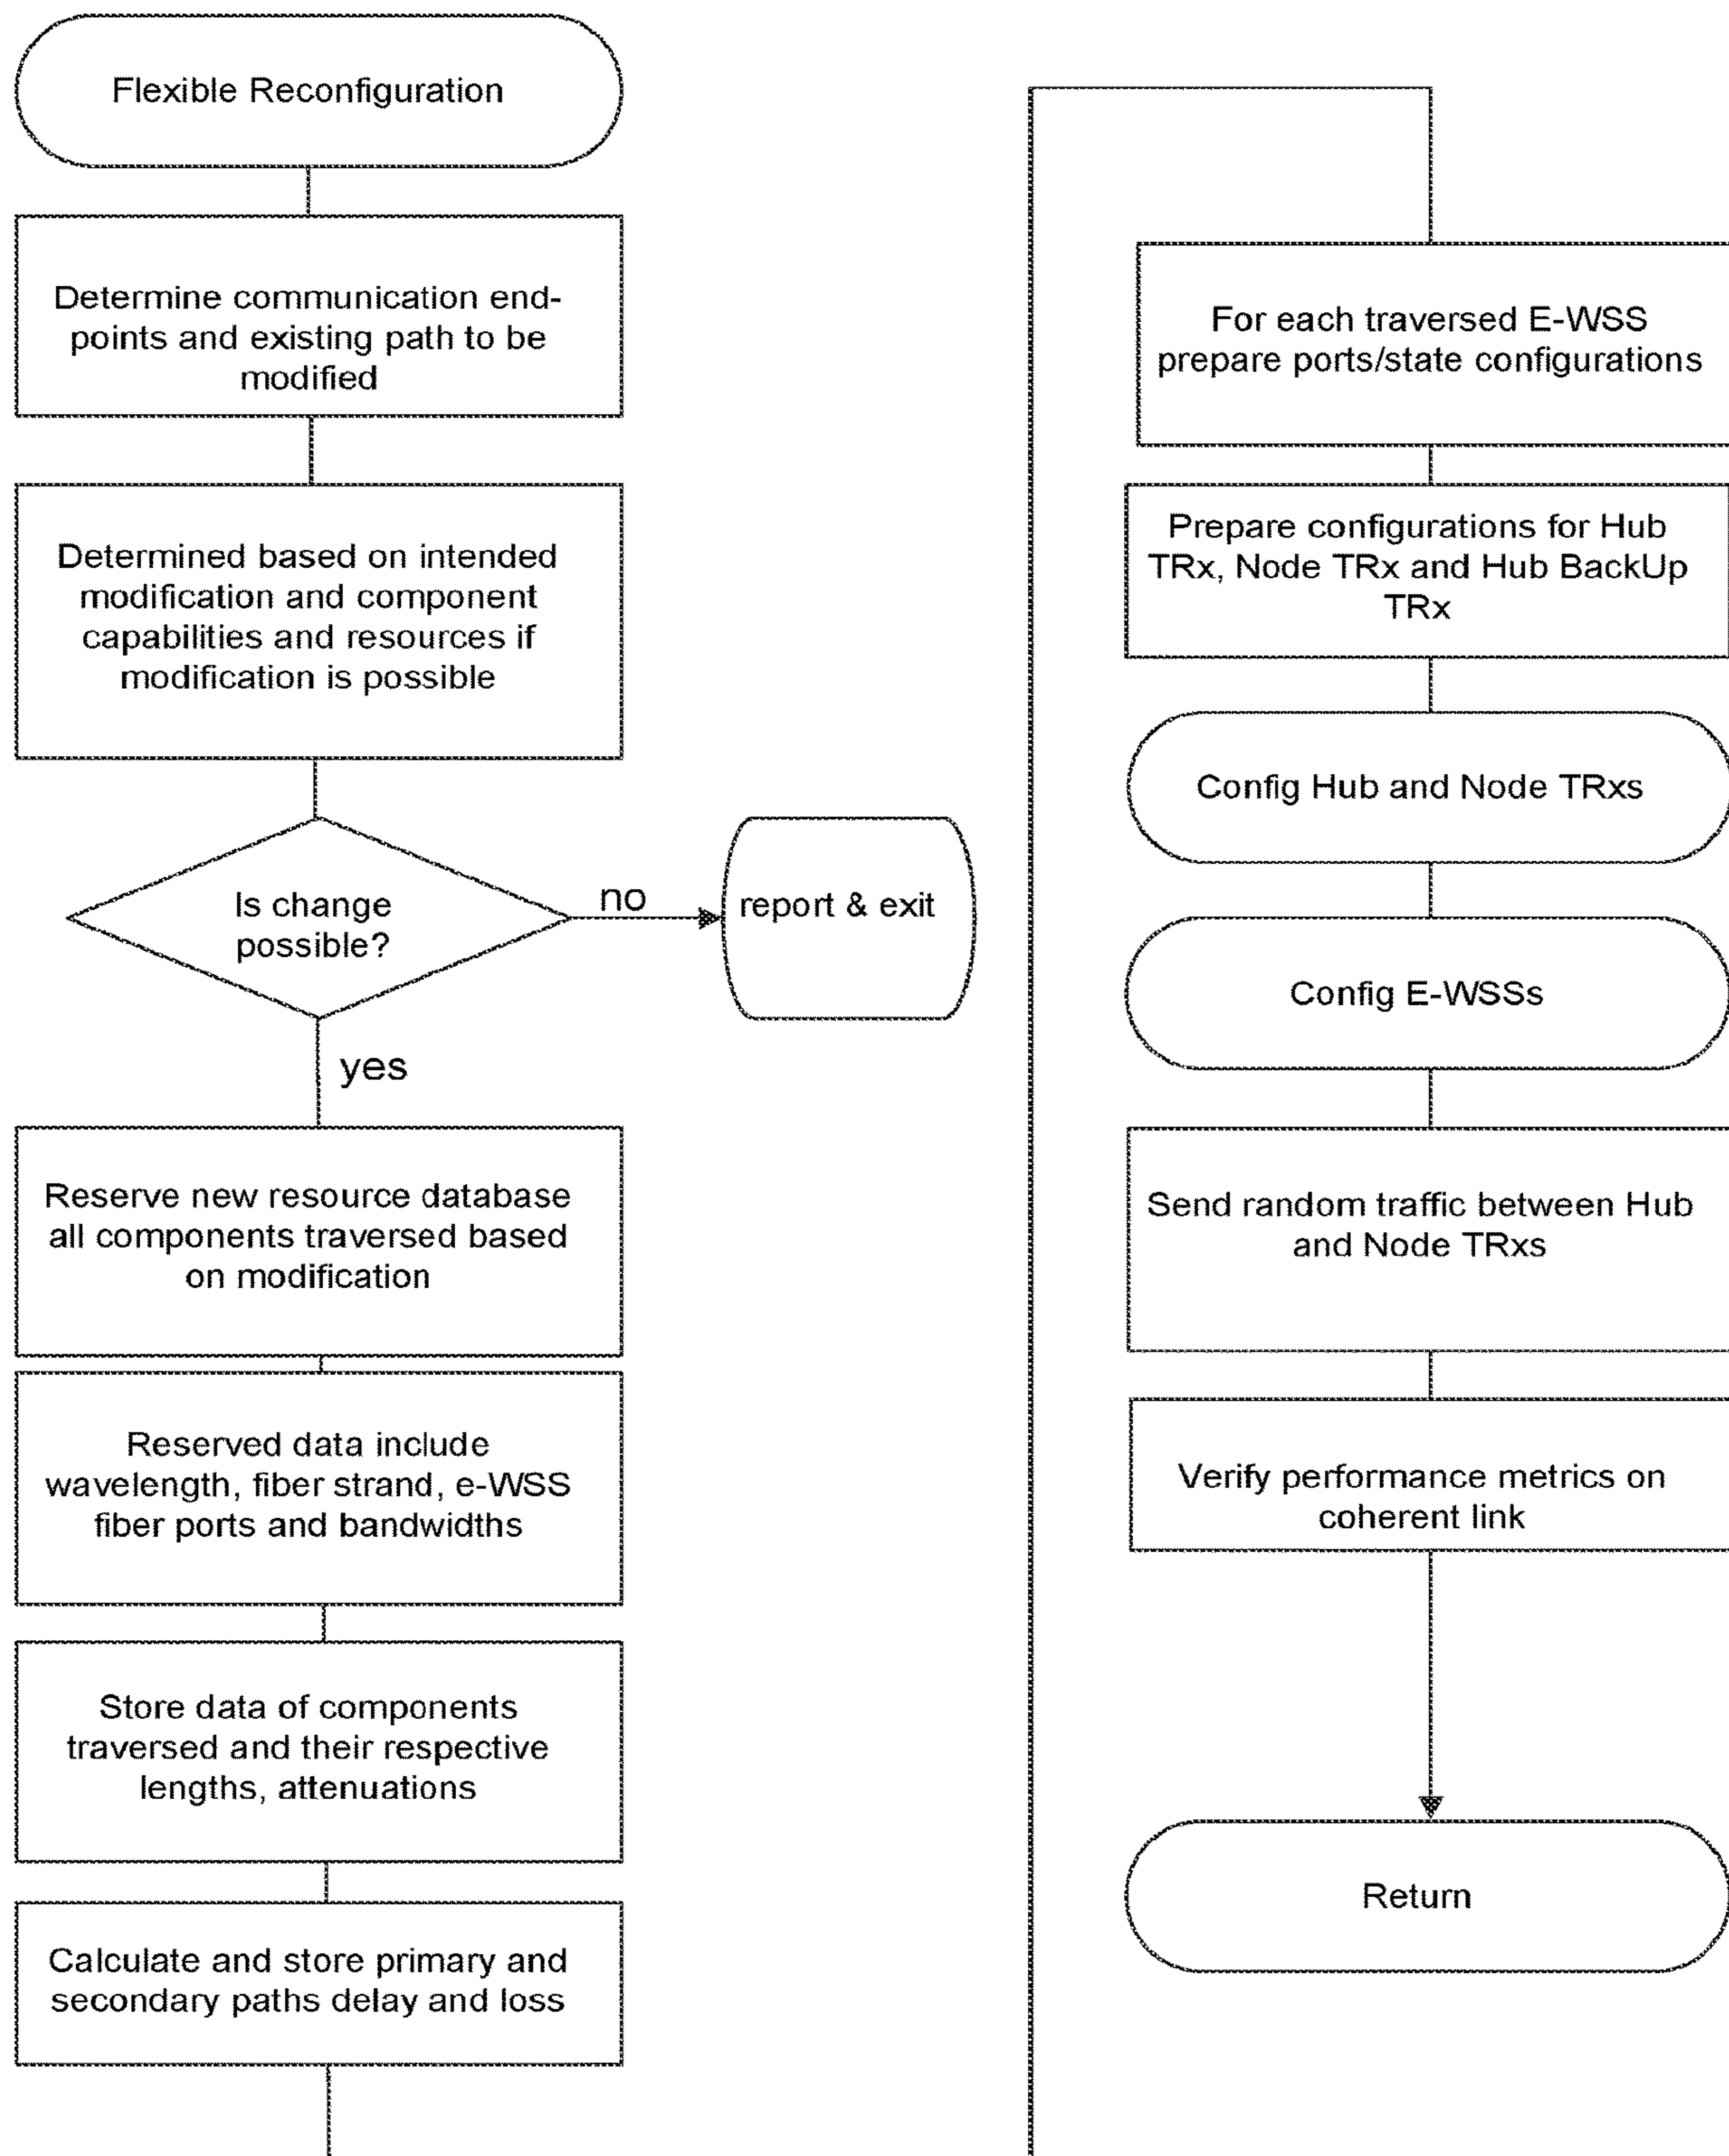 Flexible Reconfiguration
Determine communication end-
points and existing path to be
modified
Determined based on intended
modification and component
capabilities and resources if
modification is possible
Is change
possible?
no
report & exit
yes
Reserve new resource database
all components traversed based
on modification
Reserved data include
wavelength, fiber strand, e-WSS
fiber ports and bandwidths
Store data of components
traversed and their respective
lengths, attenuations
Calculate and store primary and
secondary paths delay and loss
For each traversed E-WSS
prepare ports/state configurations
Prepare configurations for Hub
TRx, Node TRx and Hub BackUp
TRx
Config Hub and Node TRxs
Config E-WSSs
Send random traffic between Hub
and Node TRxs
Verify performance metrics on
coherent link
Return